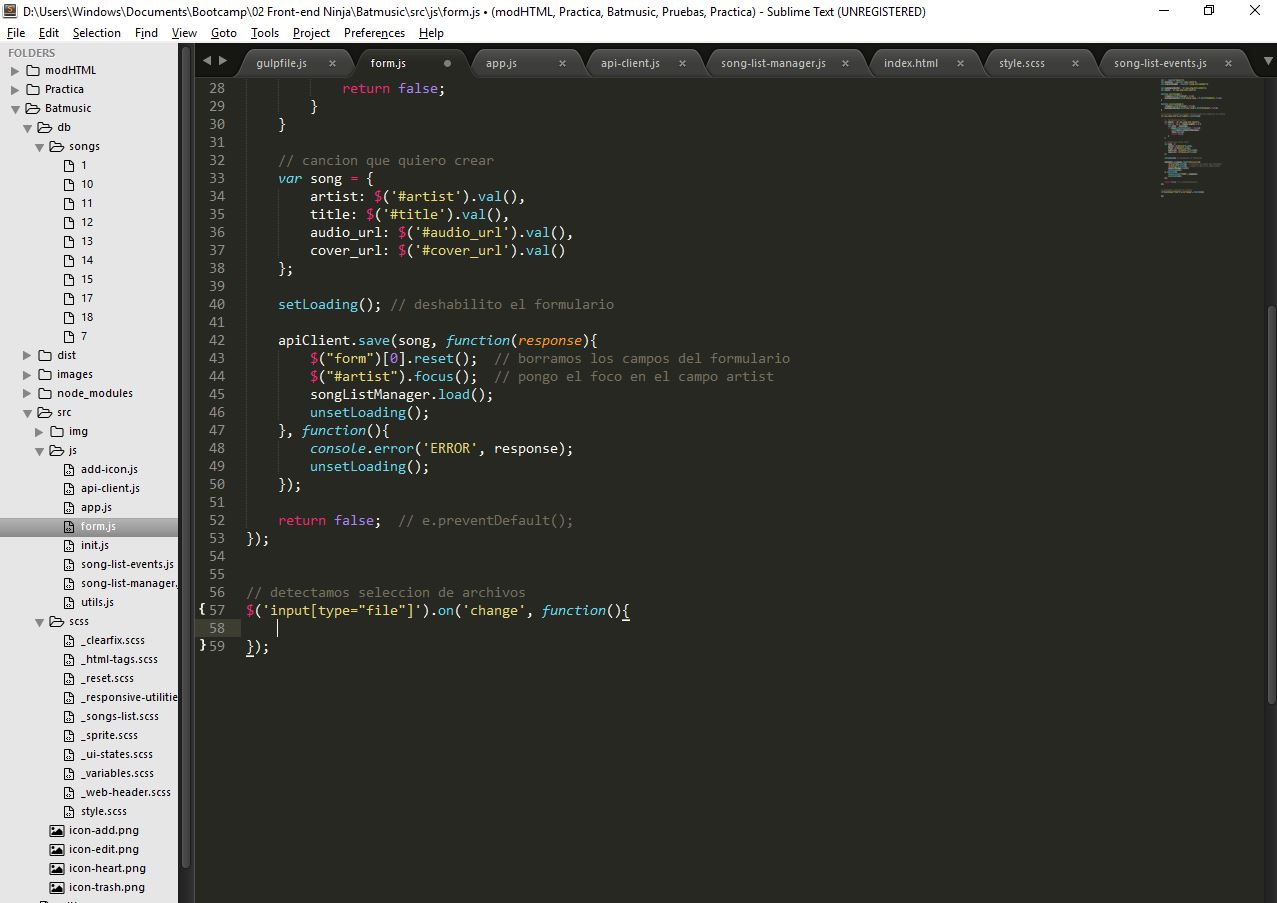 D:\Users\Windows\Documents\Bootcamp\02 Front-end Ninja\Batmusic\src\js\form.js • (modHTML, Practica, Batmusic, Pruebas, Practica) - Sublime Text (UNREGISTERED)
File Edit Selection Find View Goto Tools Project Preferences Help
FOLDERS
modHTML
Practica
Batmusic
db
songs
1
10
11
12
13
14
15
17
18
7
dist
images
node_modules
src
img
js
add-icon.js
api-client.js
app.js
form.js
init.js
song-list-events.js
song-list-manager.
utils.js
scss
_clearfix.scss
_html-tags.scss
_reset.scss
_responsive-utilitie
_songs-list.scss
_sprite.scss
_ui-states.scss
_variables.scss
_web-header.scss
style.scss
icon-add.png
icon-edit.png
icon-heart.png
icon-trash.png
gulpfile.js × form.js app.js × api-client.js × song-list-manager.js × index.html × style.scss × song-list-events.js ×
28 return false;
29 }
30 }
31
32 // cancion que quiero crear
33 var song = {
34 artist: $('#artist').val(),
35 title: $('#title').val(),
36 audio_url: $('#audio_url').val(),
37 cover_url: $('#cover_url').val()
38 };
39
40 setLoading(); // deshabilito el formulario
41
42 apiClient.save(song, function(response){
43 $("form")[0].reset(); // borramos los campos del formulario
44 $("#artist").focus(); // pongo el foco en el campo artist
45 songListManager.load();
46 unsetLoading();
47 }, function(){
48 console.error('ERROR', response);
49 unsetLoading();
50 });
51
52 return false; // e.preventDefault();
53 });
54
55
56 // detectamos seleccion de archivos
{ 57 $('input[type="file"]').on('change', function(){
58
} 59 });